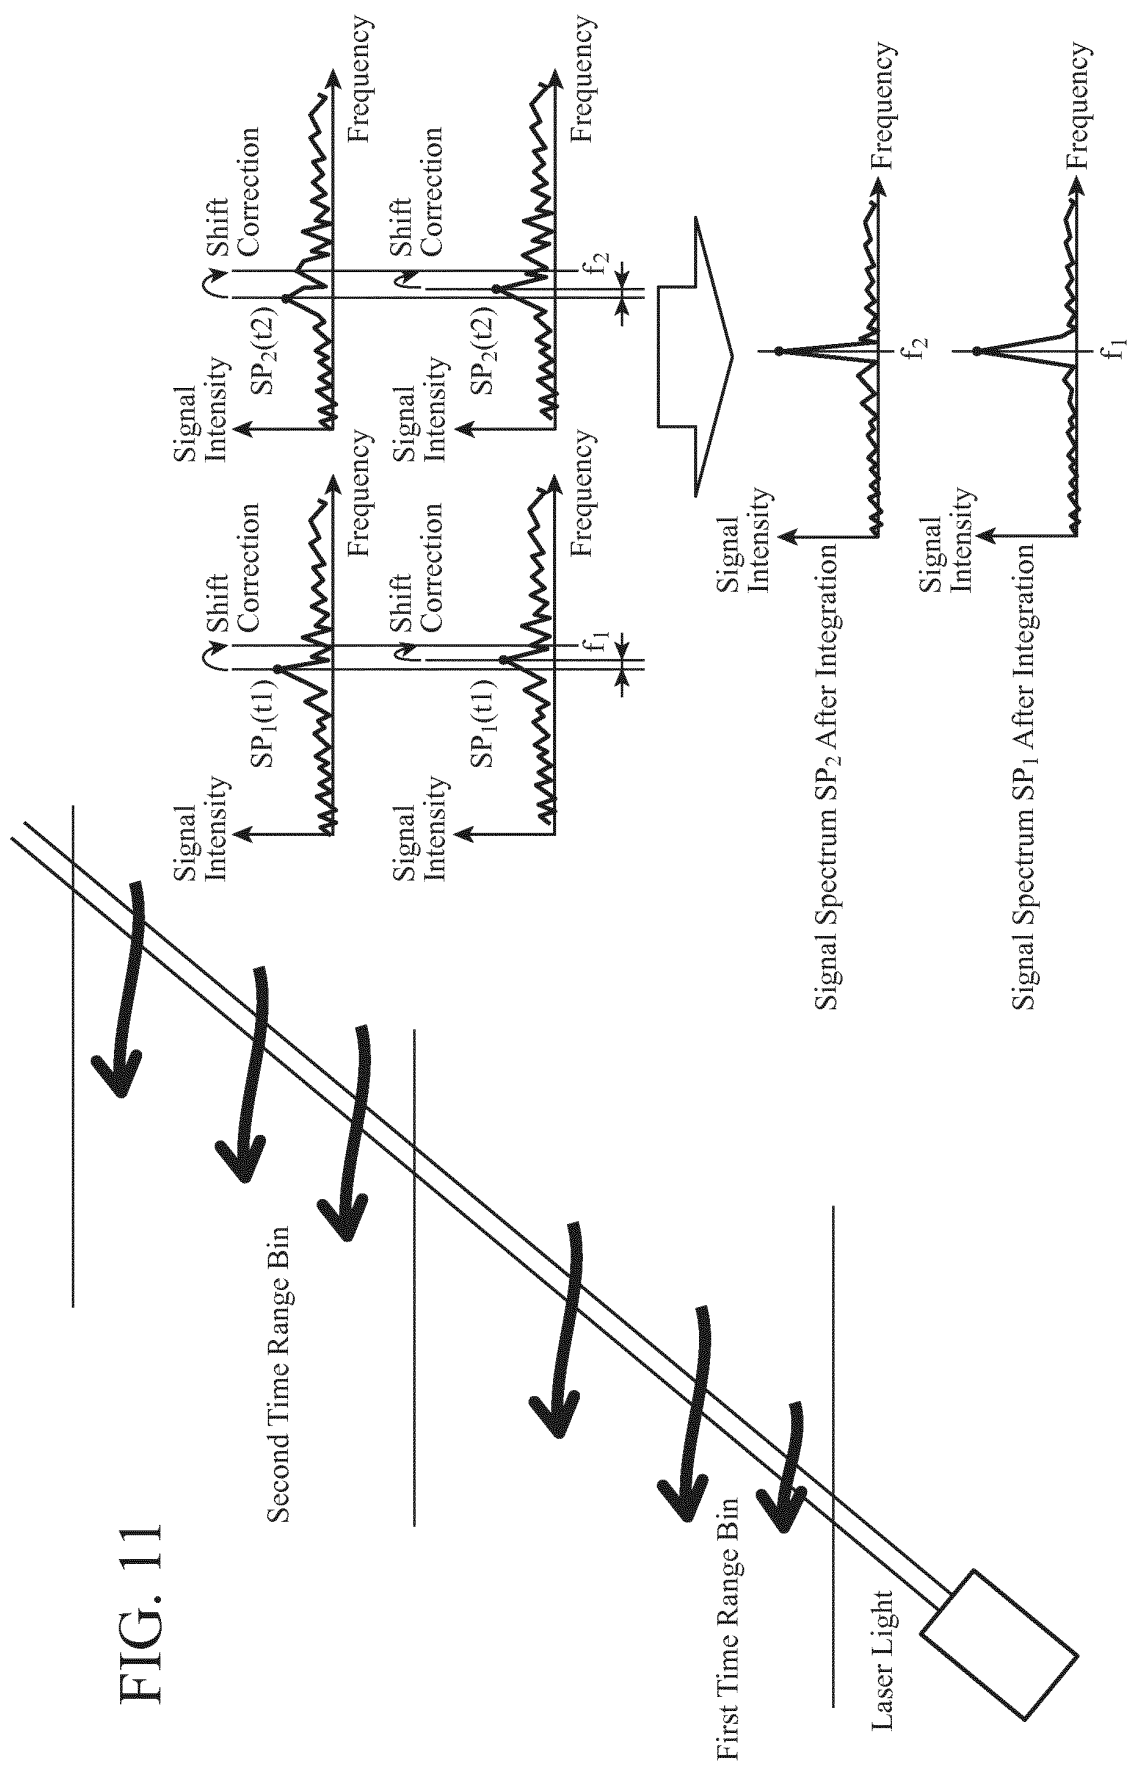 FIG. 11
Second Time Range Bin
First Time Range Bin
Laser Light
Signal
Intensity
SP1(t1)
Shift
Correction
Frequency
Signal
Intensity
SP2(t2)
Shift
Correction
Frequency
Signal
Intensity
SP1(t1)
Shift
Correction
f1
Frequency
Signal
Intensity
SP2(t2)
Shift
Correction
f2
Frequency
Signal
Intensity
Signal Spectrum SP2 After Integration
f2
Frequency
Signal
Intensity
Signal Spectrum SP1 After Integration
f1
Frequency